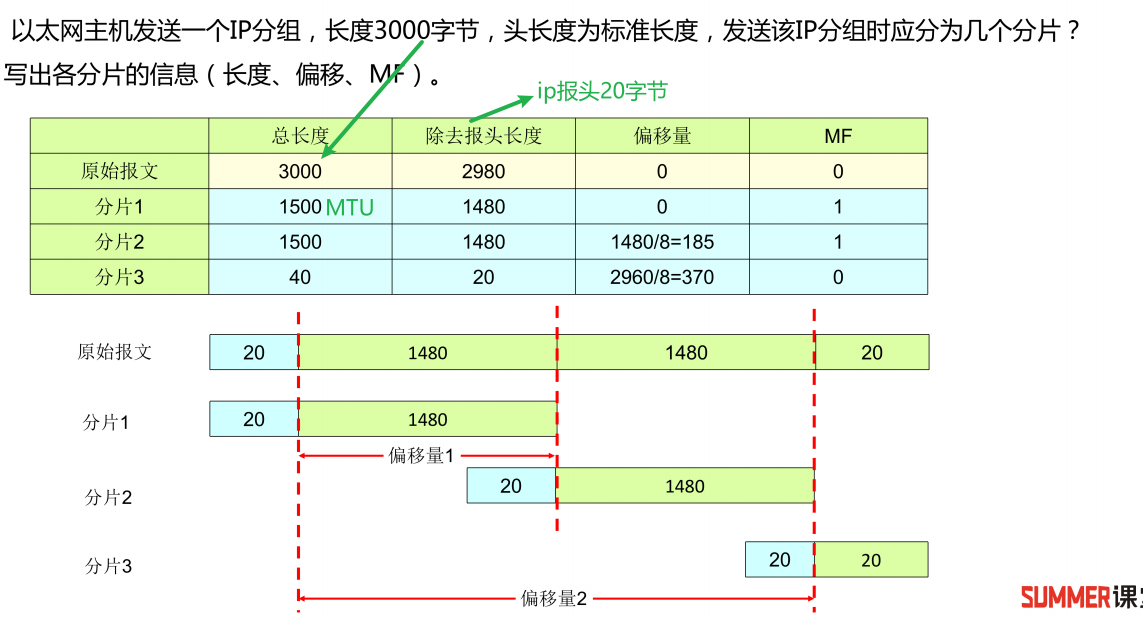 以太网主机发送一个IP分组，长度3000字节，头长度为标准长度，发送该IP分组时应分为几个分片？
写出各分片的信息（长度、偏移、MF）。
ip报头20字节
总长度 除去报头长度 偏移量 MF
原始报文 3000 2980 0 0
分片1 1500 MTU 1480 0 1
分片2 1500 1480 1480/8=185 1
分片3 40 20 2960/8=370 0
原始报文 20 1480 1480 20
分片1 20 1480
偏移量1
分片2 20 1480
分片3 20 20
偏移量2
SUMMER课